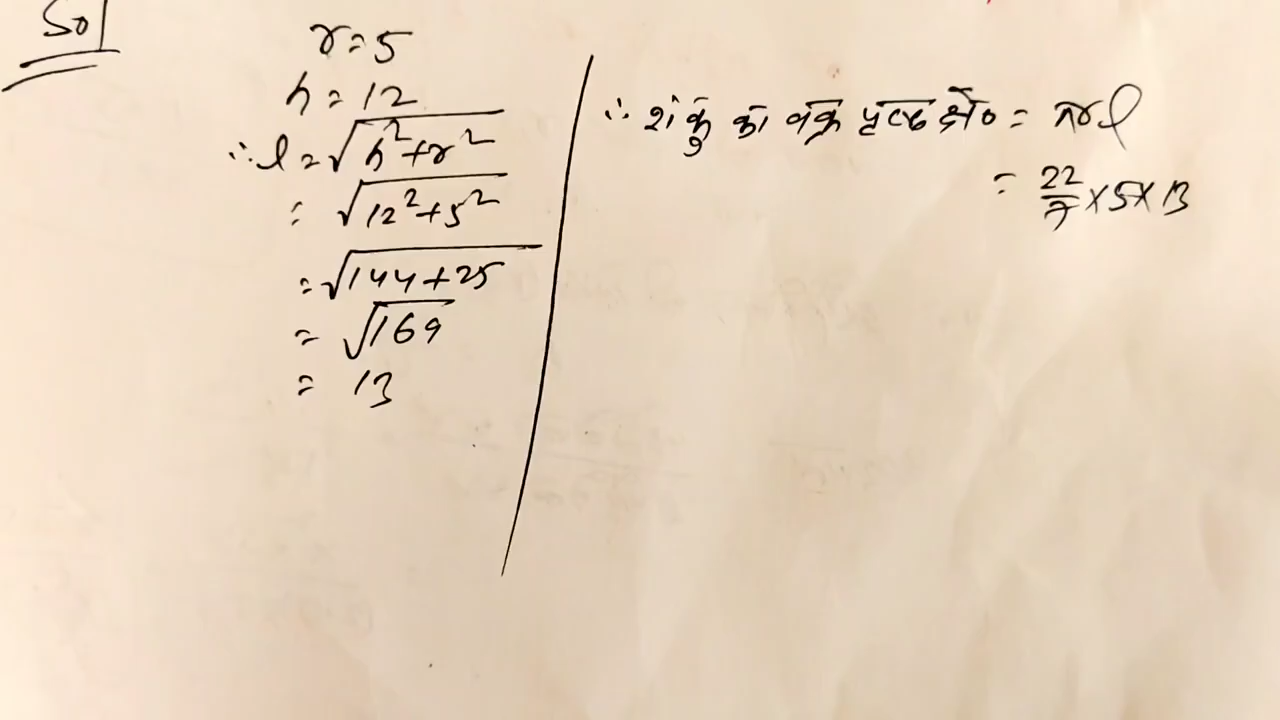 Sol
r = 5
h = 12
∴ l = √h²+r²
= √12²+5²
= √144+25
= √169
= 13
∴ शंकु का वक्र पृष्ठ क्षे० = πrl
= 22/7 × 5 × 13